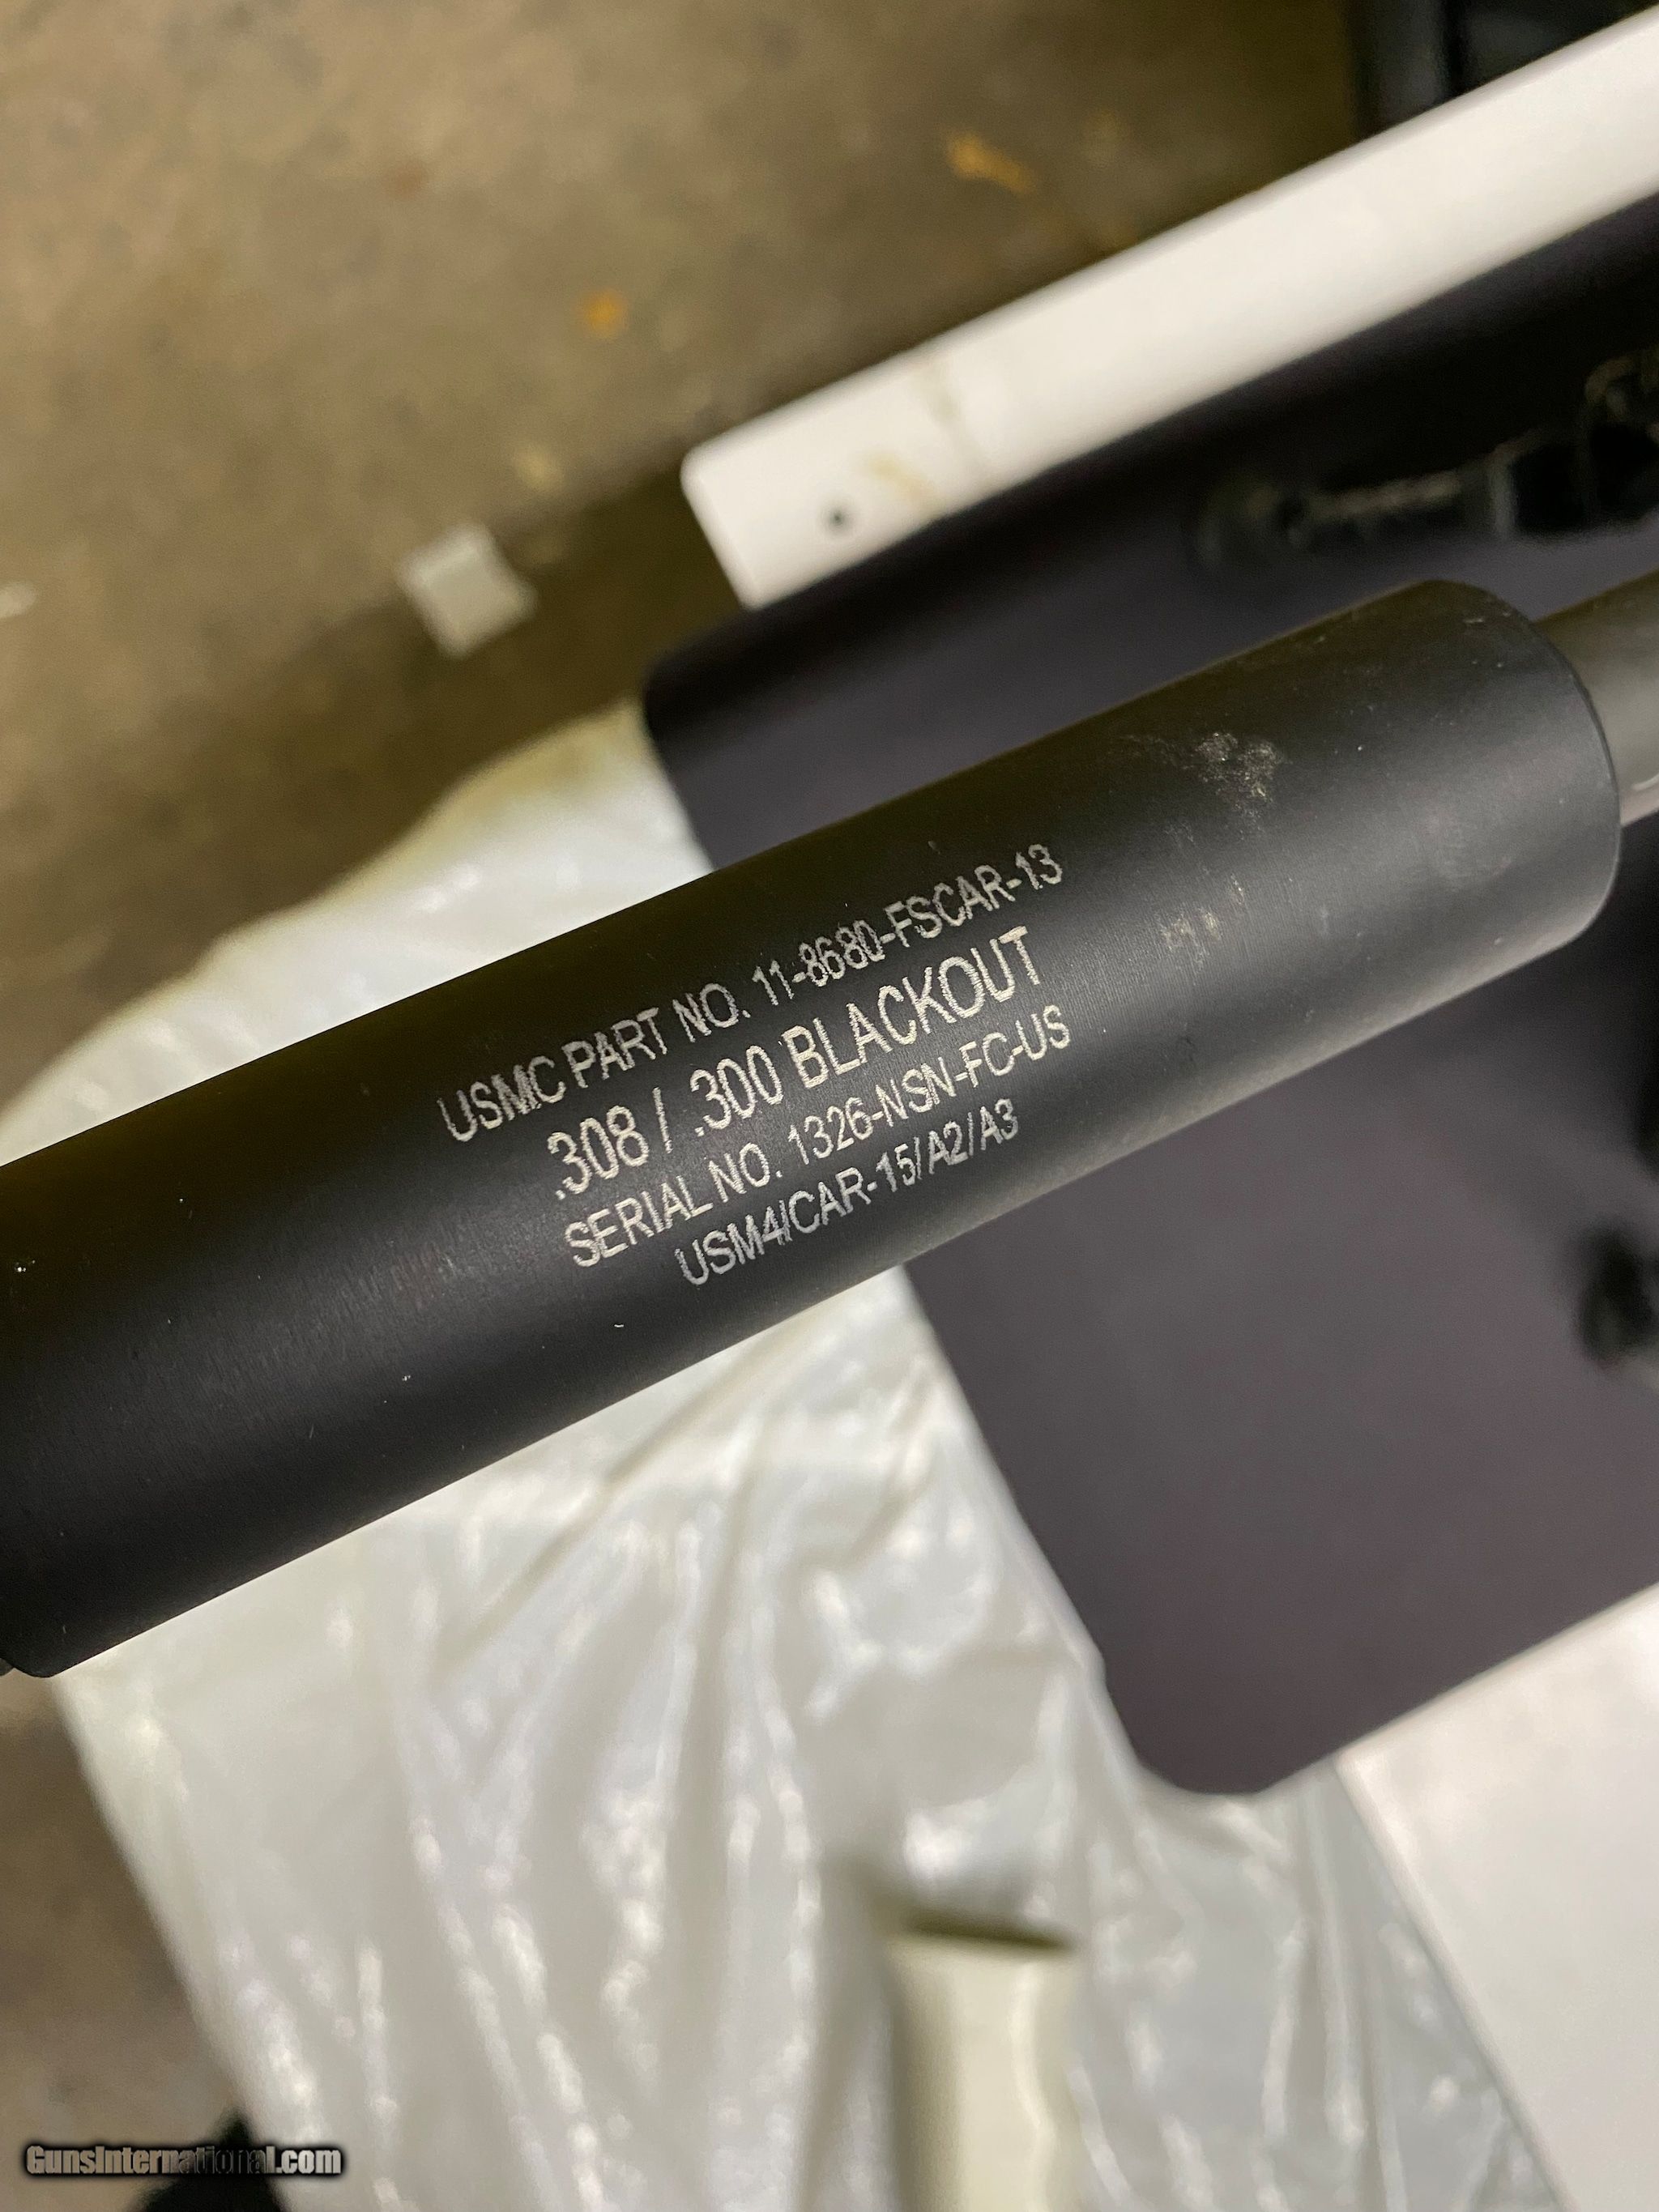 USMC PART NO. 11-8680-FSCAR-13
.308 / .300 BLACKOUT
SERIAL NO. 1326-NSN-FC-US
USM4/CAR-15/A2/A3
GunsInternational.com